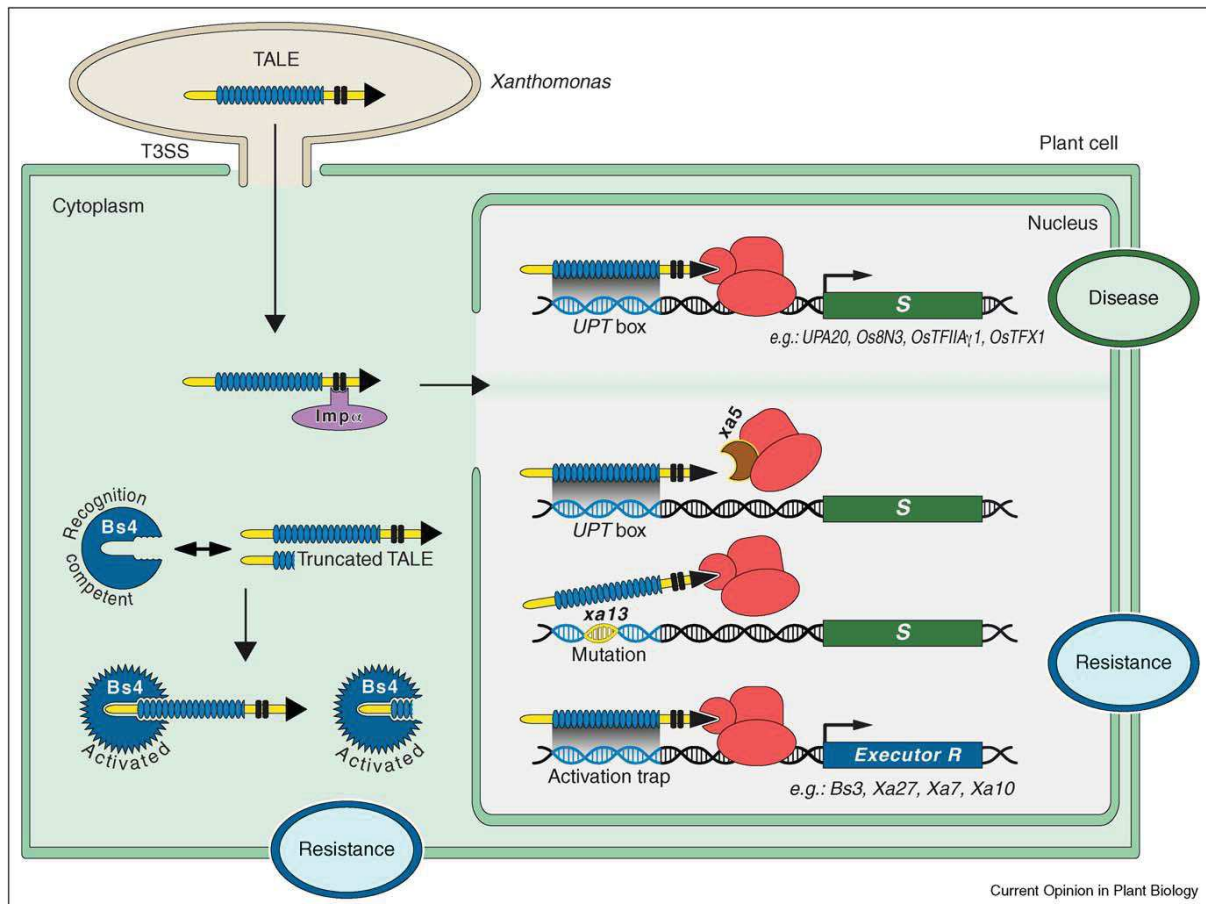 TALE
Xanthomonas
T3SS
Plant cell
Cytoplasm
Nucleus
UPT box
S
e.g.: UPA20, Os8N3, OsTFIIAγ1, OsTFX1
Disease
Impα
xa5
UPT box
S
Recognition
Bs4
competent
Truncated TALE
xa13
Mutation
S
Resistance
Bs4
Activated
Bs4
Activated
Activation trap
Executor R
e.g.: Bs3, Xa27, Xa7, Xa10
Resistance
Current Opinion in Plant Biology